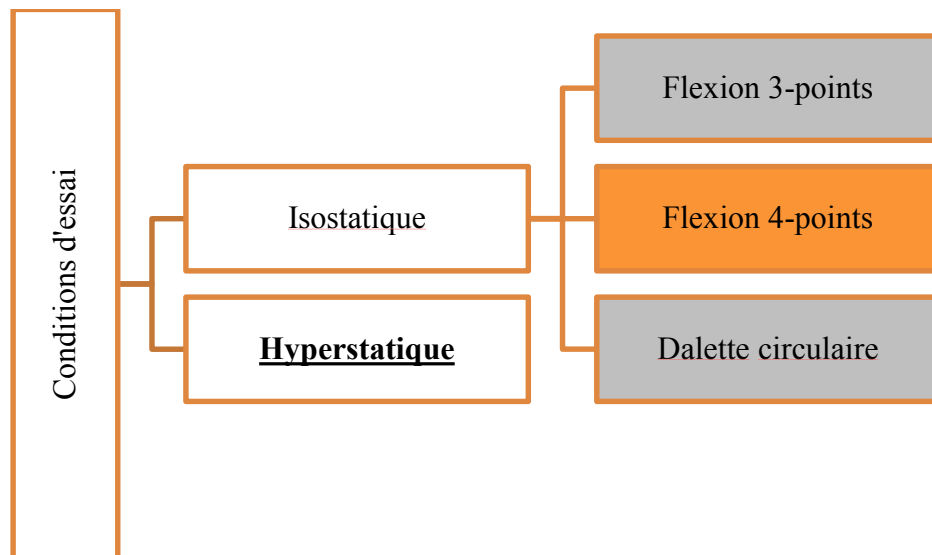 Conditions d'essai
Isostatique
Hyperstatique
Flexion 3-points
Flexion 4-points
Dalette circulaire